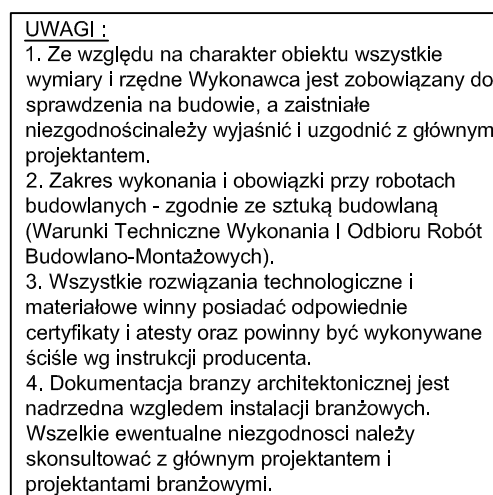 UWAGI :
1. Ze względu na charakter obiektu wszystkie
wymiary i rzędne Wykonawca jest zobowiązany do
sprawdzenia na budowie, a zaistniałe
niezgodnościnależy wyjaśnić i uzgodnić z głównym
projektantem.
2. Zakres wykonania i obowiązki przy robotach
budowlanych - zgodnie ze sztuką budowlaną
(Warunki Techniczne Wykonania I Odbioru Robót
Budowlano-Montażowych).
3. Wszystkie rozwiązania technologiczne i
materiałowe winny posiadać odpowiednie
certyfikaty i atesty oraz powinny być wykonywane
ściśle wg instrukcji producenta.
4. Dokumentacja branzy architektonicznej jest
nadrzedna wzgledem instalacji branżowych.
Wszelkie ewentualne niezgodnosci należy
skonsultować z głównym projektantem i
projektantami branżowymi.